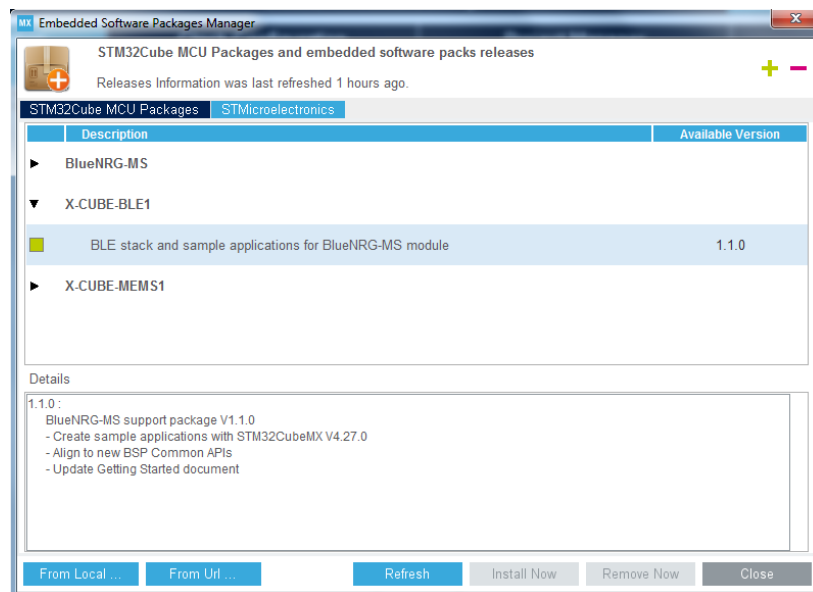 MX Embedded Software Packages Manager
STM32Cube MCU Packages and embedded software packs releases
Releases Information was last refreshed 1 hours ago.
STM32Cube MCU Packages STMicroelectronics
Description Available Version
BlueNRG-MS
X-CUBE-BLE1
BLE stack and sample applications for BlueNRG-MS module 1.1.0
X-CUBE-MEMS1
Details
1.1.0 :
BlueNRG-MS support package V1.1.0
- Create sample applications with STM32CubeMX V4.27.0
- Align to new BSP Common APIs
- Update Getting Started document
From Local ... From Url ... Refresh Install Now Remove Now Close